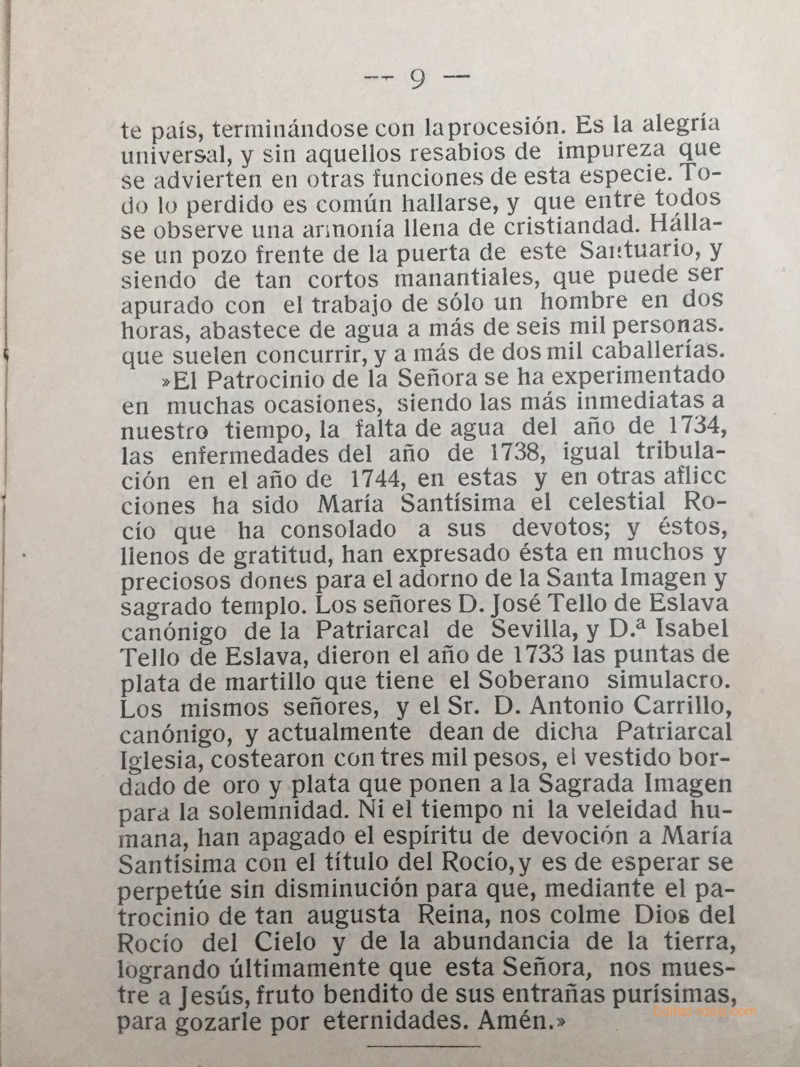 — 9 —
te país, terminándose con la procesión. Es la alegría
universal, y sin aquellos resabios de impureza que
se advierten en otras funciones de esta especie. To-
do lo perdido es común hallarse, y que entre todos
se observe una armonía llena de cristiandad. Hálla-
se un pozo frente de la puerta de este Santuario, y
siendo de tan cortos manantiales, que puede ser
apurado con el trabajo de sólo un hombre en dos
horas, abastece de agua a más de seis mil personas.
que suelen concurrir, y a más de dos mil caballerías.
»El Patrocinio de la Señora se ha experimentado
en muchas ocasiones, siendo las más inmediatas a
nuestro tiempo, la falta de agua del año de 1734,
las enfermedades del año de 1738, igual tribula-
ción en el año de 1744, en estas y en otras aflicc
ciones ha sido María Santísima el celestial Ro-
cío que ha consolado a sus devotos; y éstos,
llenos de gratitud, han expresado ésta en muchos y
preciosos dones para el adorno de la Santa Imagen y
sagrado templo. Los señores D. José Tello de Eslava
canónigo de la Patriarcal de Sevilla, y D.ª Isabel
Tello de Eslava, dieron el año de 1733 las puntas de
plata de martillo que tiene el Soberano simulacro.
Los mismos señores, y el Sr. D. Antonio Carrillo,
canónigo, y actualmente dean de dicha Patriarcal
Iglesia, costearon con tres mil pesos, el vestido bor-
dado de oro y plata que ponen a la Sagrada Imagen
para la solemnidad. Ni el tiempo ni la veleidad hu-
mana, han apagado el espíritu de devoción a María
Santísima con el título del Rocío, y es de esperar se
perpetúe sin disminución para que, mediante el pa-
trocinio de tan augusta Reina, nos colme Dios del
Rocío del Cielo y de la abundancia de la tierra,
logrando últimamente que esta Señora, nos mues-
tre a Jesús, fruto bendito de sus entrañas purísimas,
para gozarle por eternidades. Amén.»